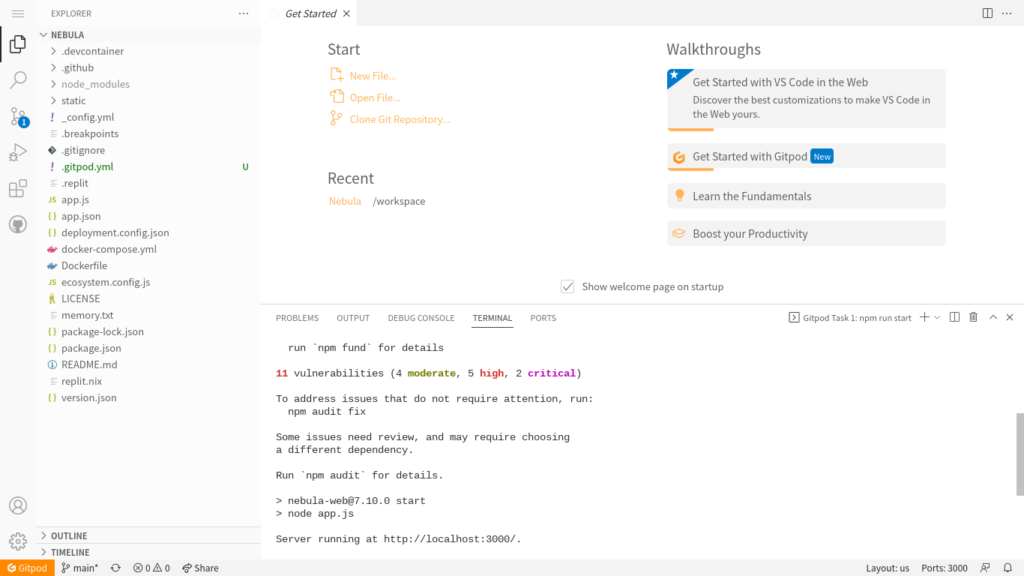 EXPLORER
NEBULA
.devcontainer
.github
node_modules
static
_config.yml
.breakpoints
.gitignore
.gitpod.yml U
.replit
app.js
app.json
deployment.config.json
docker-compose.yml
Dockerfile
ecosystem.config.js
LICENSE
memory.txt
package-lock.json
package.json
README.md
replit.nix
version.json
OUTLINE
TIMELINE
1
Get Started
Start
New File...
Open File...
Clone Git Repository...
Recent
Nebula /workspace
Walkthroughs
Get Started with VS Code in the Web
Discover the best customizations to make VS Code in
the Web yours.
Get Started with Gitpod New
Learn the Fundamentals
Boost your Productivity
Show welcome page on startup
PROBLEMS OUTPUT DEBUG CONSOLE TERMINAL PORTS
Gitpod Task 1: npm run start
run `npm fund` for details
11 vulnerabilities (4 moderate, 5 high, 2 critical)
To address issues that do not require attention, run:
npm audit fix
Some issues need review, and may require choosing
a different dependency.
Run `npm audit` for details.
> nebula-web@7.10.0 start
> node app.js
Server running at http://localhost:3000/.
Gitpod main* 0 0 Share Layout: us Ports: 3000